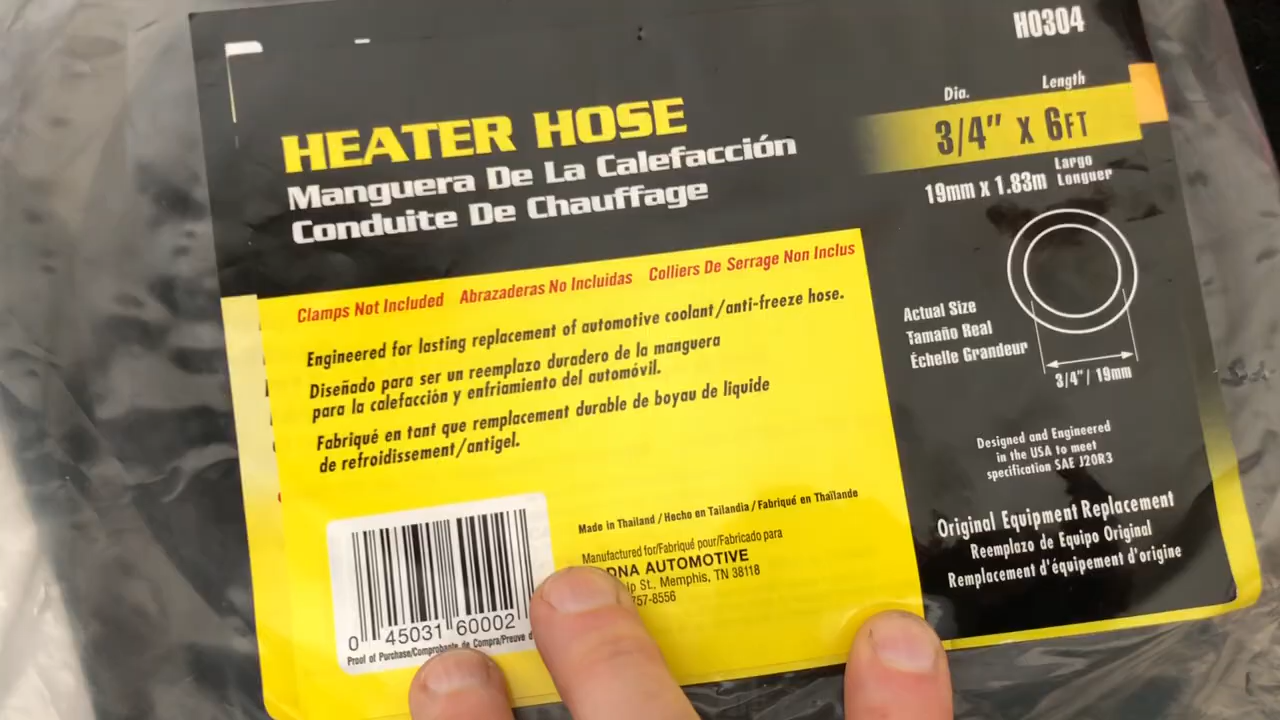 H0304
Dia. Length
3/4" X 6FT
Largo
19mm x 1.83m Longuer
HEATER HOSE
Manguera De La Calefacción
Conduite De Chauffage
Clamps Not Included Abrazaderas No Incluidas Colliers De Serrage Non Inclus
Engineered for lasting replacement of automotive coolant/anti-freeze hose.
Diseñado para ser un reemplazo duradero de la manguera
para la calefacción y enfriamiento del automóvil.
Fabriqué en tant que remplacement durable de boyau de liquide
de refroidissement/antigel.
Actual Size
Tamaño Real
Échelle Grandeur
3/4"/ 19mm
Designed and Engineered
in the USA to meet
specification SAE J20R3
Original Equipment Replacement
Reemplazo de Equipo Original
Remplacement d'équipement d'origine
Made in Thailand / Hecho en Tailandia / Fabriqué en Thaïlande
Manufactured for/Fabriqué pour/Fabricado para
DNA AUTOMOTIVE
St., Memphis, TN 38118
757-8556
0 45031 60002
Proof of Purchase/Comprobante de Compra/Preuve